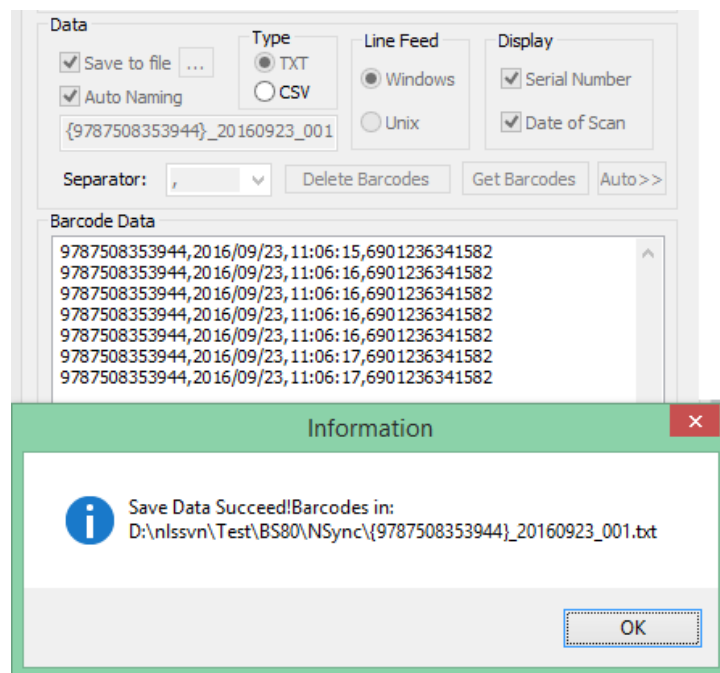 Data
Type
Line Feed
Display
Save to file ...
TXT
Windows
Serial Number
Auto Naming
CSV
{9787508353944}_20160923_001
Unix
Date of Scan
Separator: , Delete Barcodes Get Barcodes Auto>>
Barcode Data
9787508353944,2016/09/23,11:06:15,6901236341582
9787508353944,2016/09/23,11:06:16,6901236341582
9787508353944,2016/09/23,11:06:16,6901236341582
9787508353944,2016/09/23,11:06:16,6901236341582
9787508353944,2016/09/23,11:06:16,6901236341582
9787508353944,2016/09/23,11:06:17,6901236341582
9787508353944,2016/09/23,11:06:17,6901236341582
Information
Save Data Succeed!Barcodes in:
D:\nlssvn\Test\BS80\NSync\{9787508353944}_20160923_001.txt
OK